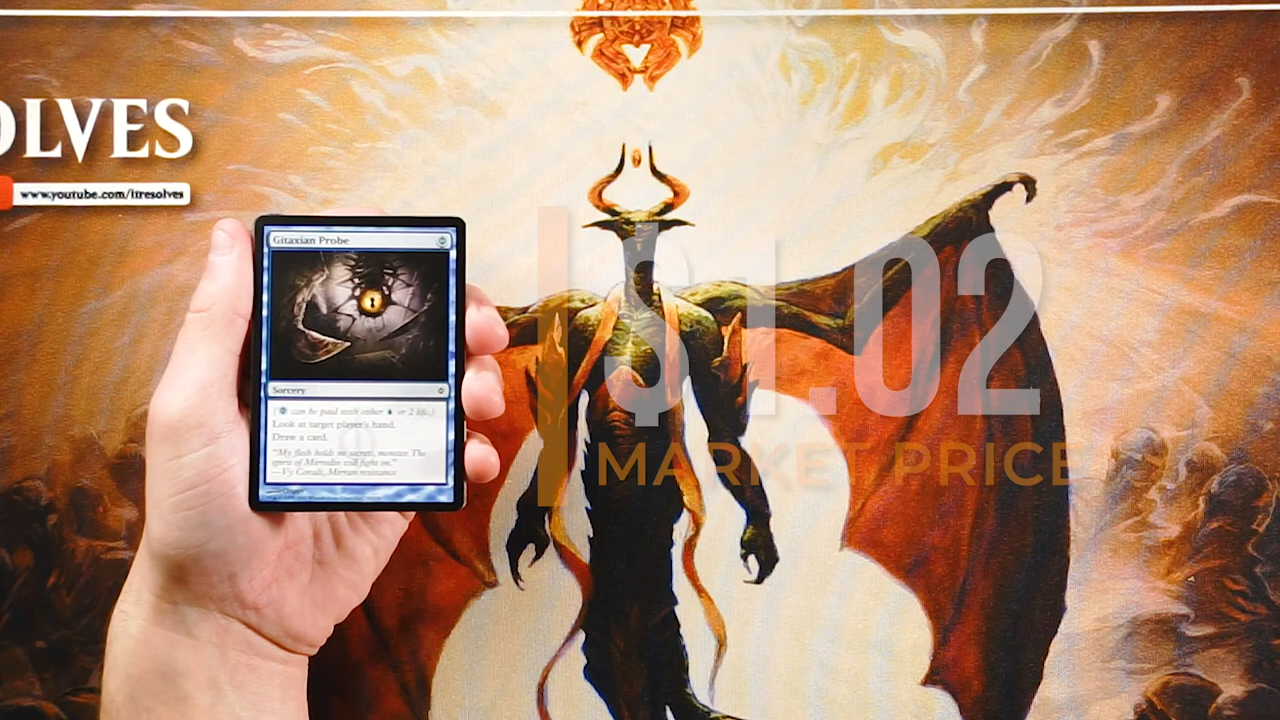 OLVES
www.youtube.com/itresolves
Gitaxian Probe
$1.02
Sorcery
( can be paid with either or 2 life.)
Look at target player's hand.
Draw a card.
MARKET PRICE
"My flesh holds no secrets, monster. The
spirit of Mirrodin will fight on."
—Vy Covalt, Mirran resistance